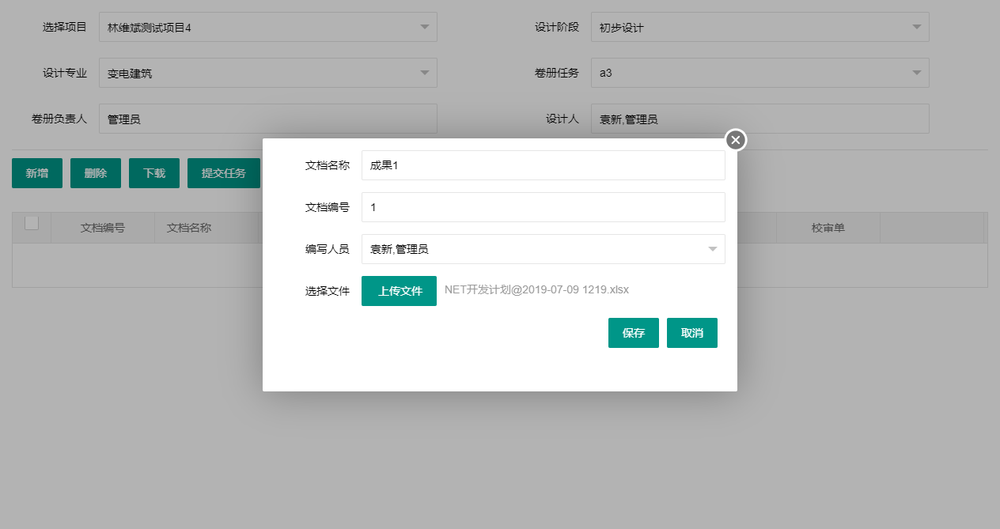 选择项目 林维斌测试项目4 设计阶段 初步设计
设计专业 变电建筑 卷册任务 a3
卷册负责人 管理员 设计人 袁新,管理员
新增 删除 下载 提交任务
文档编号 文档名称 校审单
文档名称 成果1
文档编号 1
编写人员 袁新,管理员
选择文件 上传文件 NET开发计划@2019-07-09 1219.xlsx
保存 取消